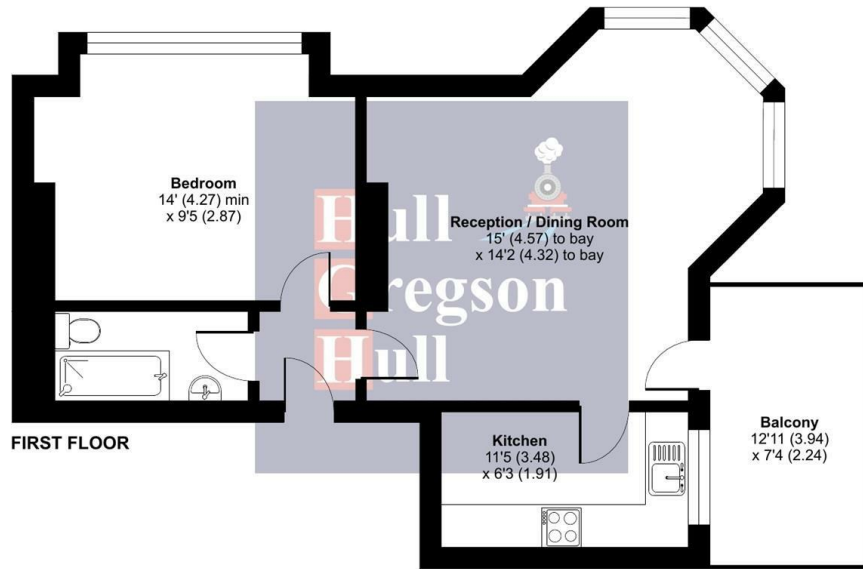 Bedroom
14' (4.27) min
x 9'5 (2.87)
Hull
Gregson
Hull
Reception / Dining Room
15' (4.57) to bay
x 14'2 (4.32) to bay
FIRST FLOOR
Kitchen
11'5 (3.48)
x 6'3 (1.91)
Balcony
12'11 (3.94)
x 7'4 (2.24)